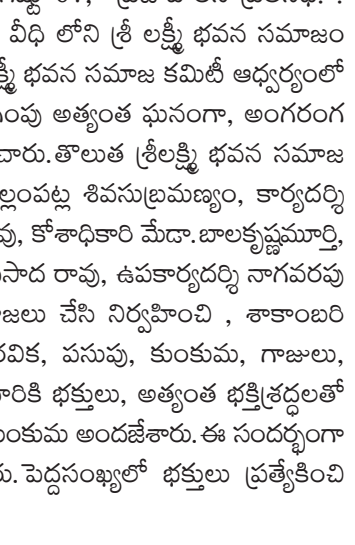 వీధి లోని శ్రీ లక్ష్మీ భవన సమాజం
క్ష్మీ భవన సమాజ కమిటీ ఆధ్వర్యంలో
ంపు అత్యంత ఘనంగా, అంగరంగ
చారు.తొలుత శ్రీలక్ష్మి భవన సమాజ
ల్లంపట్ల శివసుబ్రమణ్యం, కార్యదర్శి
వు, కోశాధికారి మేడా.బాలకృష్ణమూర్తి,
సాద రావు, ఉపకార్యదర్శి నాగవరపు
జలు చేసి నిర్వహించి , శాకాంబరి
రవిక, పసుపు, కుంకుమ, గాజులు,
ారికి భక్తులు, అత్యంత భక్తిశ్రద్ధలతో
ుంకుమ అందజేశారు.ఈ సందర్భంగా
రు.పెద్దసంఖ్యలో భక్తులు ప్రత్యేకించి